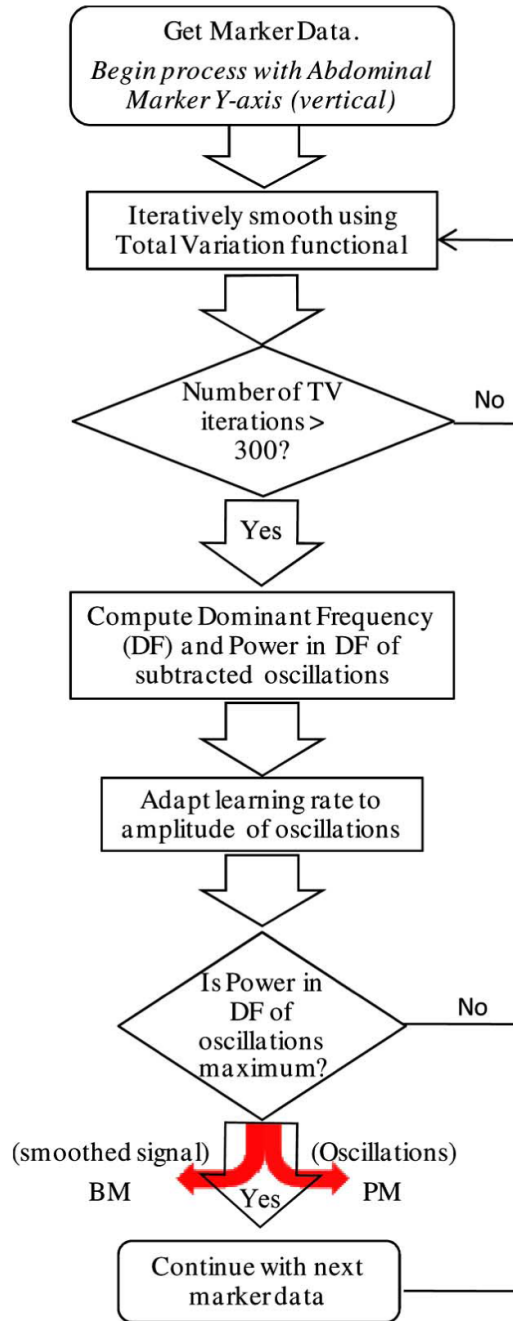 Get Marker Data.
Begin process with Abdominal
Marker Y-axis (vertical)
Iteratively smooth using
Total Variation functional
Number of TV
iterations >
300?
No
Yes
Compute Dominant Frequency
(DF) and Power in DF of
subtracted oscillations
Adapt learning rate to
amplitude of oscillations
Is Power in
DF of
oscillations
maximum?
No
(smoothed signal)
BM
(Oscillations)
PM
Yes
Continue with next
marker data